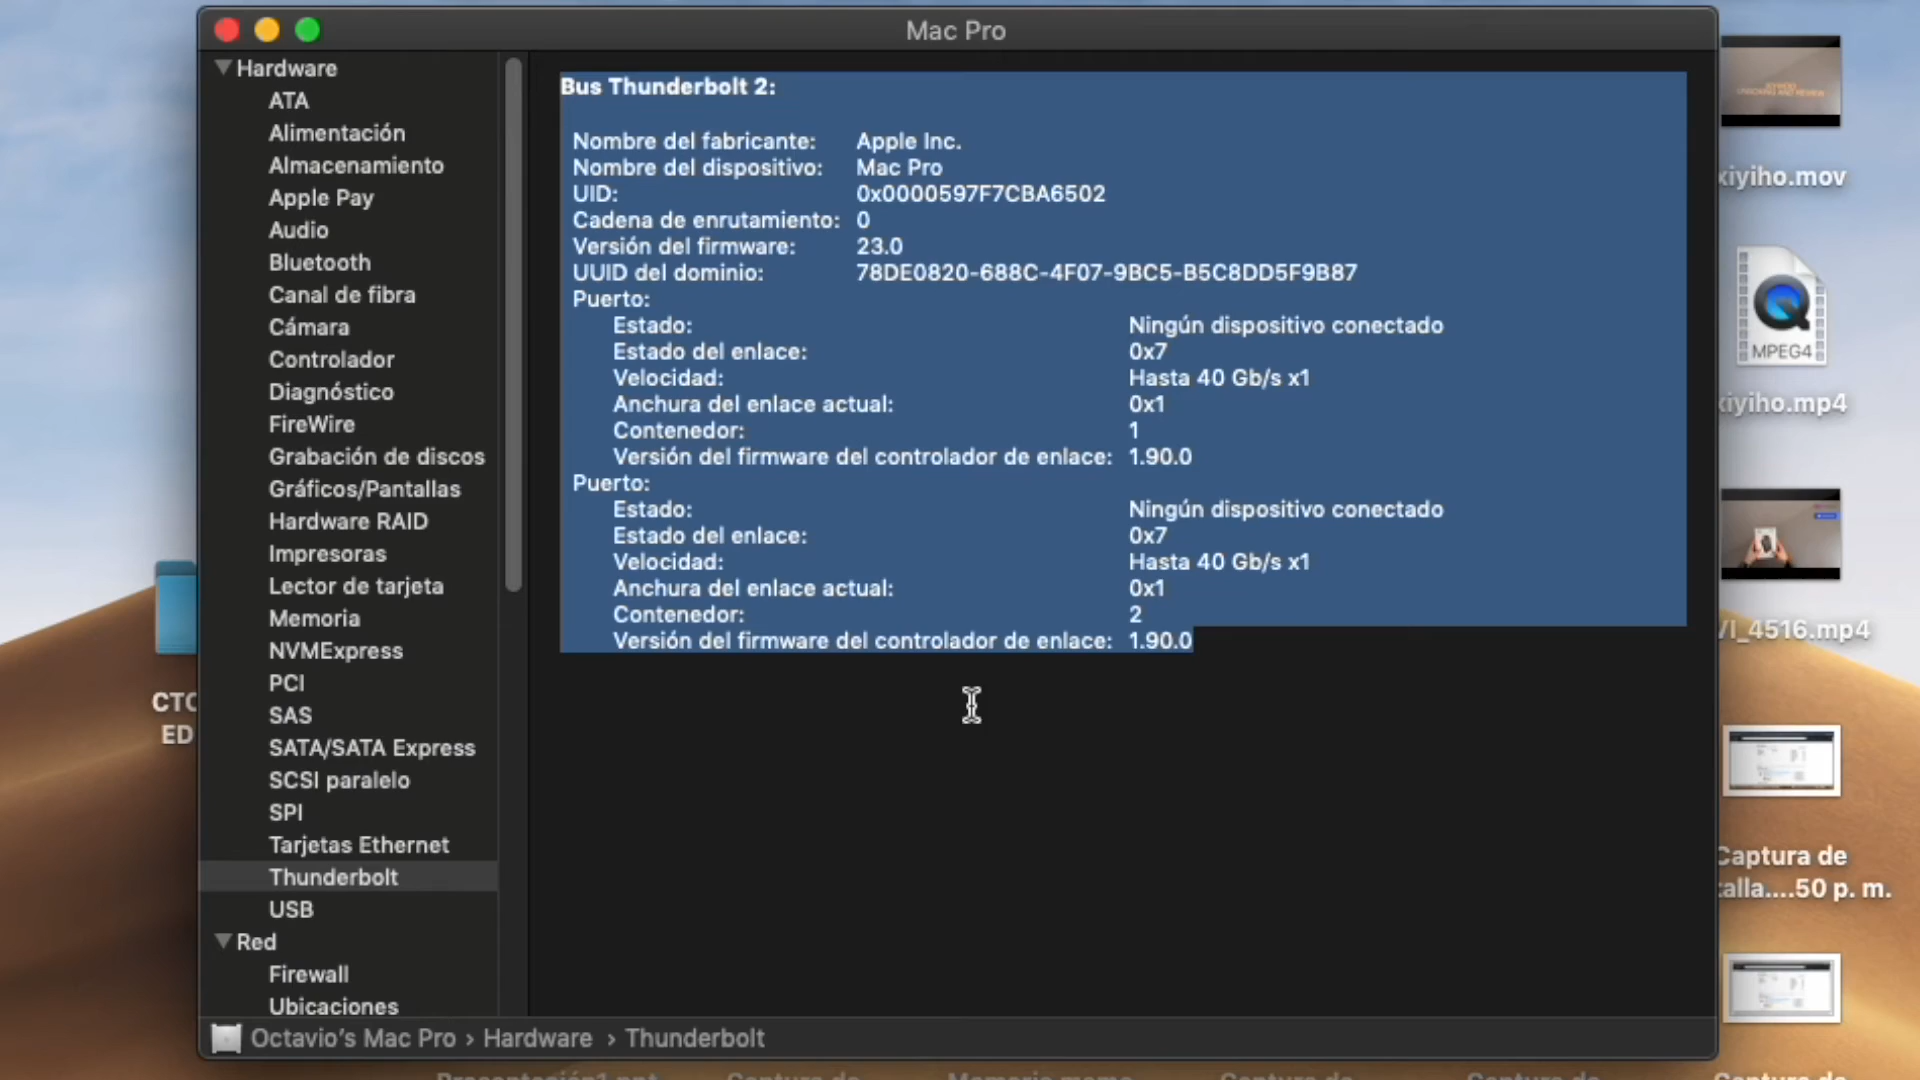 Mac Pro
Hardware
ATA
Alimentación
Almacenamiento
Apple Pay
Audio
Bluetooth
Canal de fibra
Cámara
Controlador
Diagnóstico
FireWire
Grabación de discos
Gráficos/Pantallas
Hardware RAID
Impresoras
Lector de tarjeta
Memoria
NVMExpress
PCI
SAS
SATA/SATA Express
SCSI paralelo
SPI
Tarjetas Ethernet
Thunderbolt
USB
Red
Firewall
Ubicaciones
Bus Thunderbolt 2:
Nombre del fabricante: Apple Inc.
Nombre del dispositivo: Mac Pro
UID: 0x0000597F7CBA6502
Cadena de enrutamiento: 0
Versión del firmware: 23.0
UUID del dominio: 78DE0820-688C-4F07-9BC5-B5C8DD5F9B87
Puerto:
Estado: Ningún dispositivo conectado
Estado del enlace: 0x7
Velocidad: Hasta 40 Gb/s x1
Anchura del enlace actual: 0x1
Contenedor: 1
Versión del firmware del controlador de enlace: 1.90.0
Puerto:
Estado: Ningún dispositivo conectado
Estado del enlace: 0x7
Velocidad: Hasta 40 Gb/s x1
Anchura del enlace actual: 0x1
Contenedor: 2
Versión del firmware del controlador de enlace: 1.90.0
Octavio's Mac Pro › Hardware › Thunderbolt
CTO
ED
xiyiho.mov
MPEG4
xiyiho.mp4
VI_4516.mp4
Captura de
talla....50 p. m.